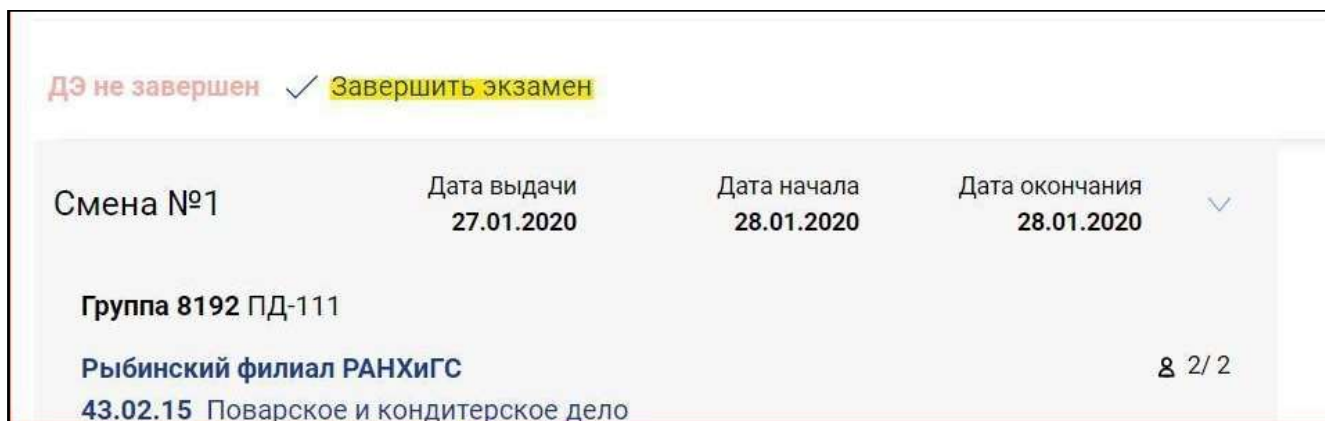 ДЭ не завершен Завершить экзамен
Смена №1 Дата выдачи Дата начала Дата окончания
27.01.2020 28.01.2020 28.01.2020
Группа 8192 ПД-111
Рыбинский филиал РАНХиГС 2/ 2
43.02.15 Поварское и кондитерское дело